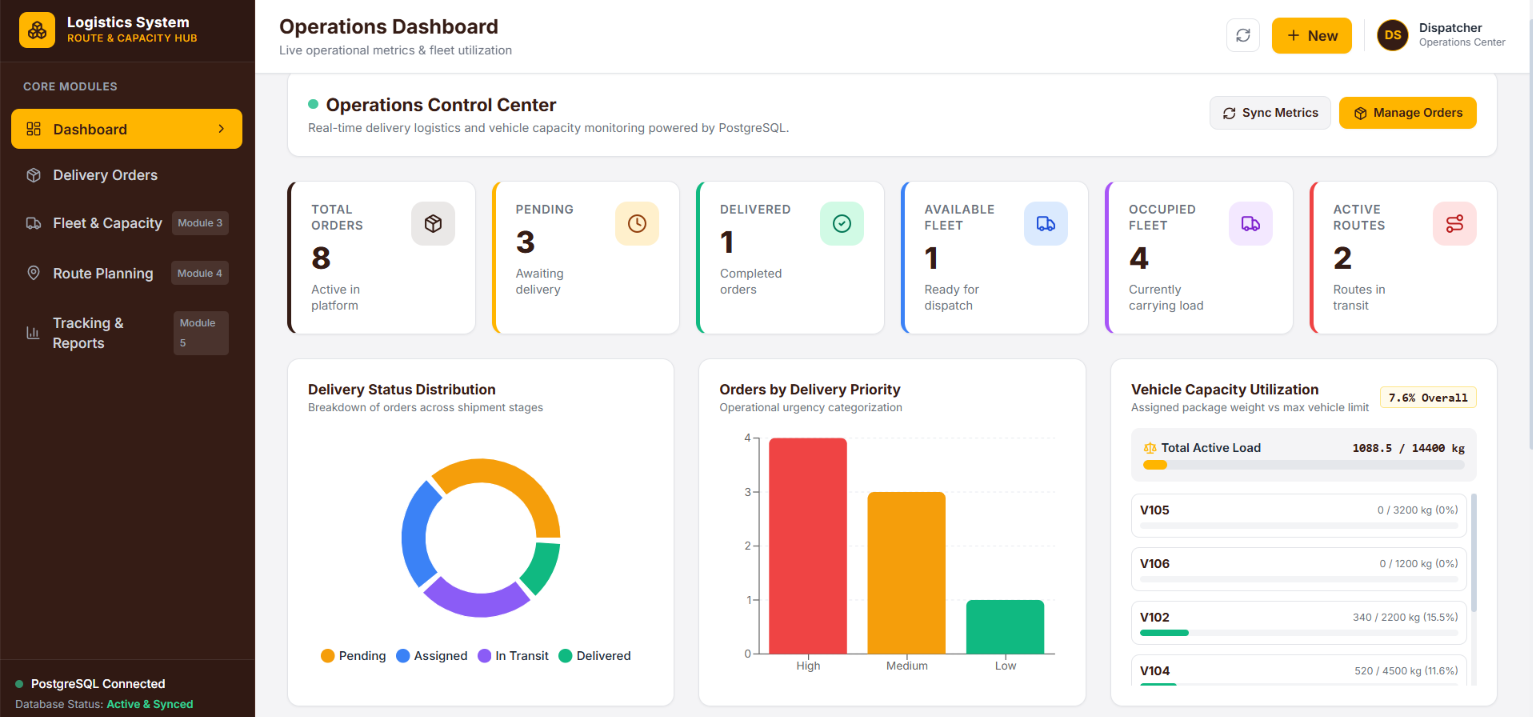 Logistics System
ROUTE & CAPACITY HUB
CORE MODULES
Dashboard
Delivery Orders
Fleet & Capacity
Module 3
Route Planning
Module 4
Tracking &
Reports
Module
5
PostgreSQL Connected
Database Status: Active & Synced
Operations Dashboard
Live operational metrics & fleet utilization
New
DS
Dispatcher
Operations Center
Operations Control Center
Real-time delivery logistics and vehicle capacity monitoring powered by PostgreSQL.
Sync Metrics
Manage Orders
TOTAL
ORDERS
8
Active in
platform
PENDING
3
Awaiting
delivery
DELIVERED
1
Completed
orders
AVAILABLE
FLEET
1
Ready for
dispatch
OCCUPIED
FLEET
4
Currently
carrying load
ACTIVE
ROUTES
2
Routes in
transit
Delivery Status Distribution
Breakdown of orders across shipment stages
Pending
Assigned
In Transit
Delivered
Orders by Delivery Priority
Operational urgency categorization
4
3
2
1
0
High
Medium
Low
Vehicle Capacity Utilization
Assigned package weight vs max vehicle limit
7.6% Overall
Total Active Load
1088.5 / 14400 kg
V105
0 / 3200 kg (0%)
V106
0 / 1200 kg (0%)
V102
340 / 2200 kg (15.5%)
V104
520 / 4500 kg (11.6%)